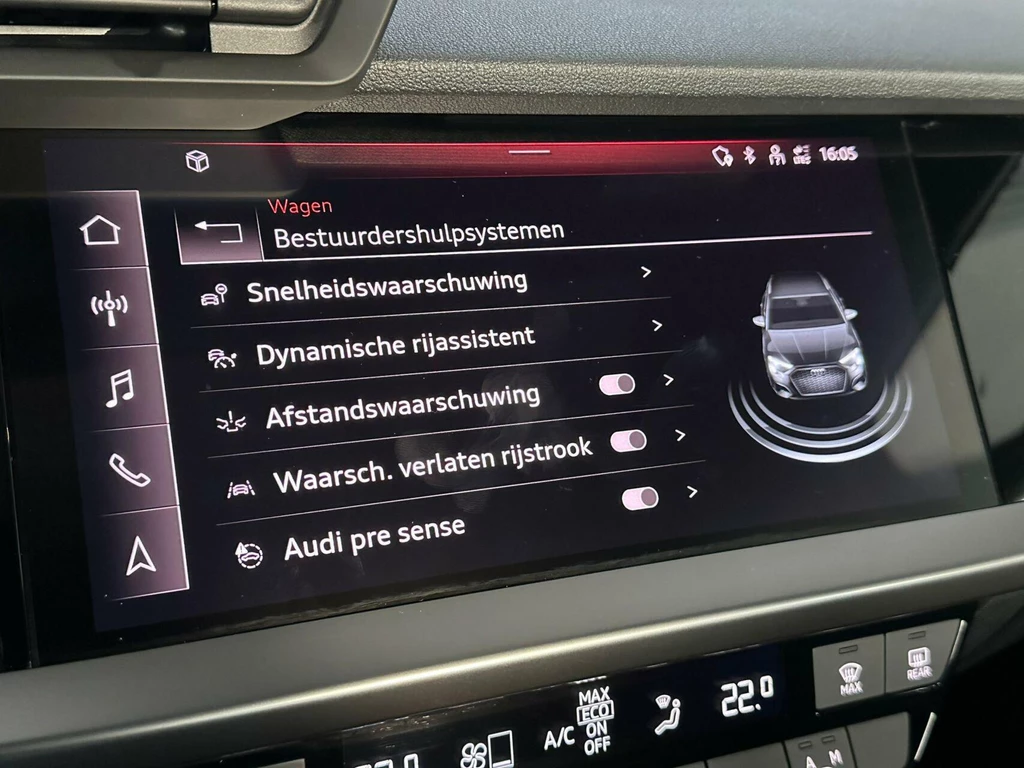 16:05
Wagen
Bestuurdershulpsystemen
Snelheidswaarschuwing
Dynamische rijassistent
Afstandswaarschuwing
Waarsch. verlaten rijstrook
Audi pre sense
MAX
REAR
MAX
ECO
A/C ON
OFF
22.0
A M